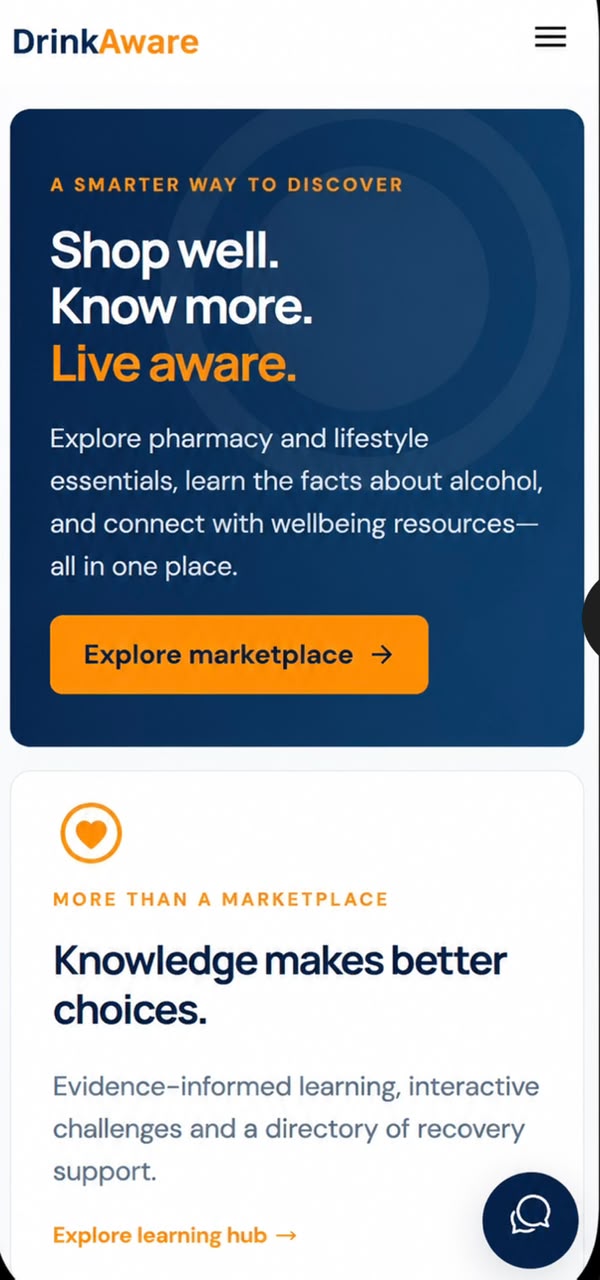 DrinkAware
A SMARTER WAY TO DISCOVER
Shop well.
Know more.
Live aware.
Explore pharmacy and lifestyle
essentials, learn the facts about alcohol,
and connect with wellbeing resources—
all in one place.
Explore marketplace →
MORE THAN A MARKETPLACE
Knowledge makes better
choices.
Evidence-informed learning, interactive
challenges and a directory of recovery
support.
Explore learning hub →